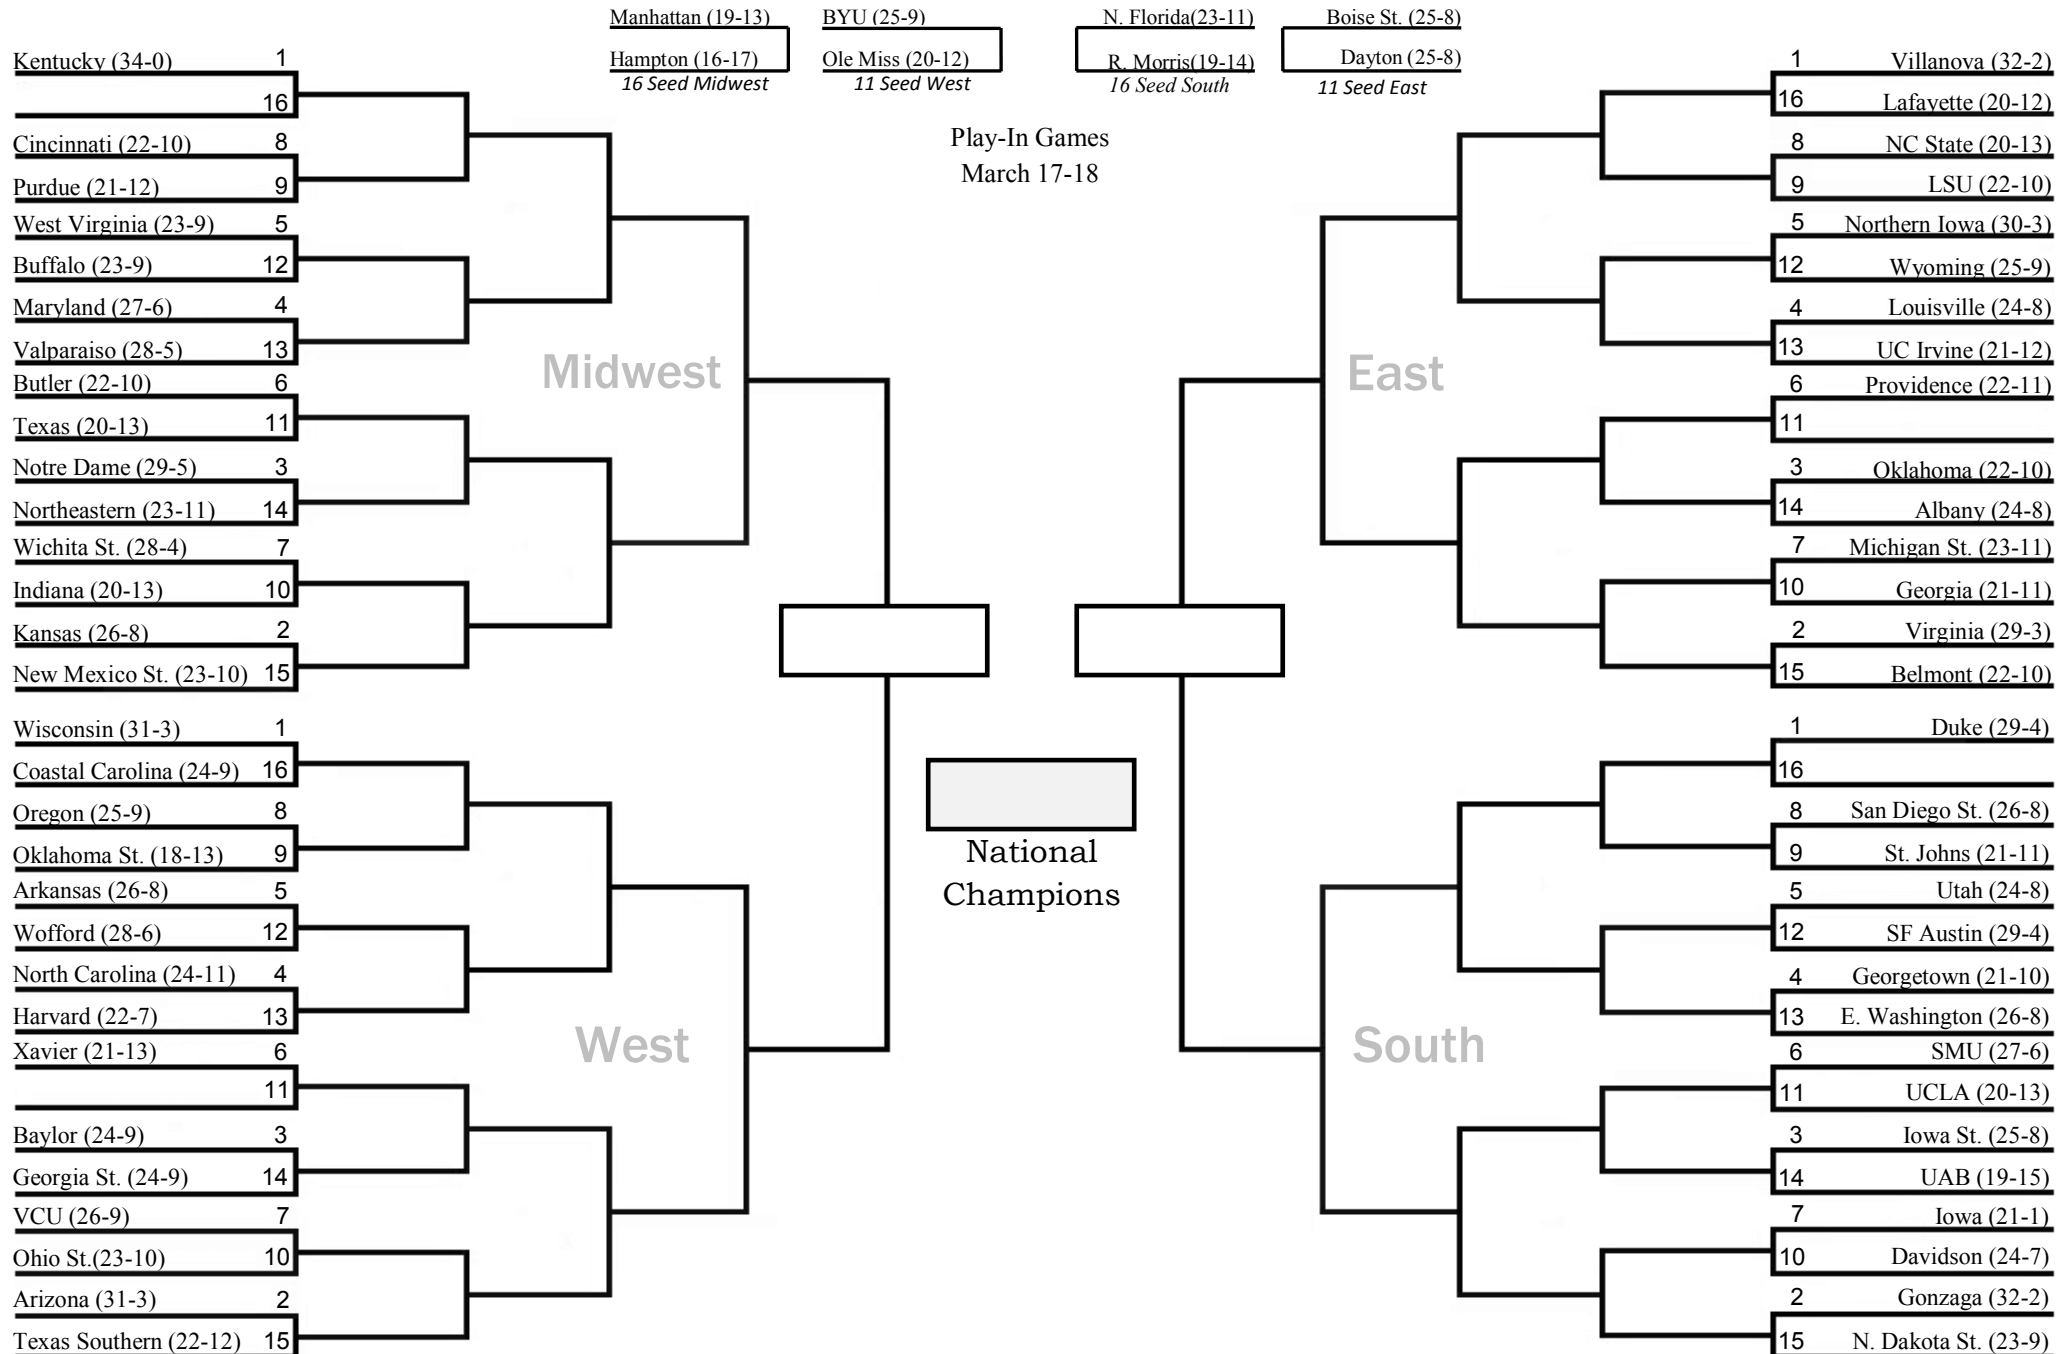 Manhattan (19-13)
Hampton (16-17)
16 Seed Midwest
BYU (25-9)
Ole Miss (20-12)
11 Seed West
N. Florida(23-11)
R. Morris(19-14)
16 Seed South
Boise St. (25-8)
Dayton (25-8)
11 Seed East
Play-In Games
March 17-18
Kentucky (34-0) 1
16
Cincinnati (22-10) 8
Purdue (21-12) 9
West Virginia (23-9) 5
Buffalo (23-9) 12
Maryland (27-6) 4
Valparaiso (28-5) 13
Butler (22-10) 6
Texas (20-13) 11
Notre Dame (29-5) 3
Northeastern (23-11) 14
Wichita St. (28-4) 7
Indiana (20-13) 10
Kansas (26-8) 2
New Mexico St. (23-10) 15
Midwest
Wisconsin (31-3) 1
Coastal Carolina (24-9) 16
Oregon (25-9) 8
Oklahoma St. (18-13) 9
Arkansas (26-8) 5
Wofford (28-6) 12
North Carolina (24-11) 4
Harvard (22-7) 13
Xavier (21-13) 6
11
Baylor (24-9) 3
Georgia St. (24-9) 14
VCU (26-9) 7
Ohio St.(23-10) 10
Arizona (31-3) 2
Texas Southern (22-12) 15
West
National
Champions
1 Villanova (32-2)
16 Lafayette (20-12)
8 NC State (20-13)
9 LSU (22-10)
5 Northern Iowa (30-3)
12 Wyoming (25-9)
4 Louisville (24-8)
13 UC Irvine (21-12)
6 Providence (22-11)
11
3 Oklahoma (22-10)
14 Albany (24-8)
7 Michigan St. (23-11)
10 Georgia (21-11)
2 Virginia (29-3)
15 Belmont (22-10)
East
1 Duke (29-4)
16
8 San Diego St. (26-8)
9 St. Johns (21-11)
5 Utah (24-8)
12 SF Austin (29-4)
4 Georgetown (21-10)
13 E. Washington (26-8)
6 SMU (27-6)
11 UCLA (20-13)
3 Iowa St. (25-8)
14 UAB (19-15)
7 Iowa (21-1)
10 Davidson (24-7)
2 Gonzaga (32-2)
15 N. Dakota St. (23-9)
South